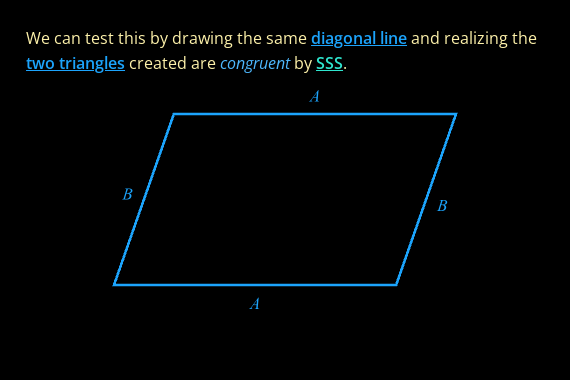 We can test this by drawing the same diagonal line and realizing the
two triangles created are congruent by SSS.
A
B
B
A